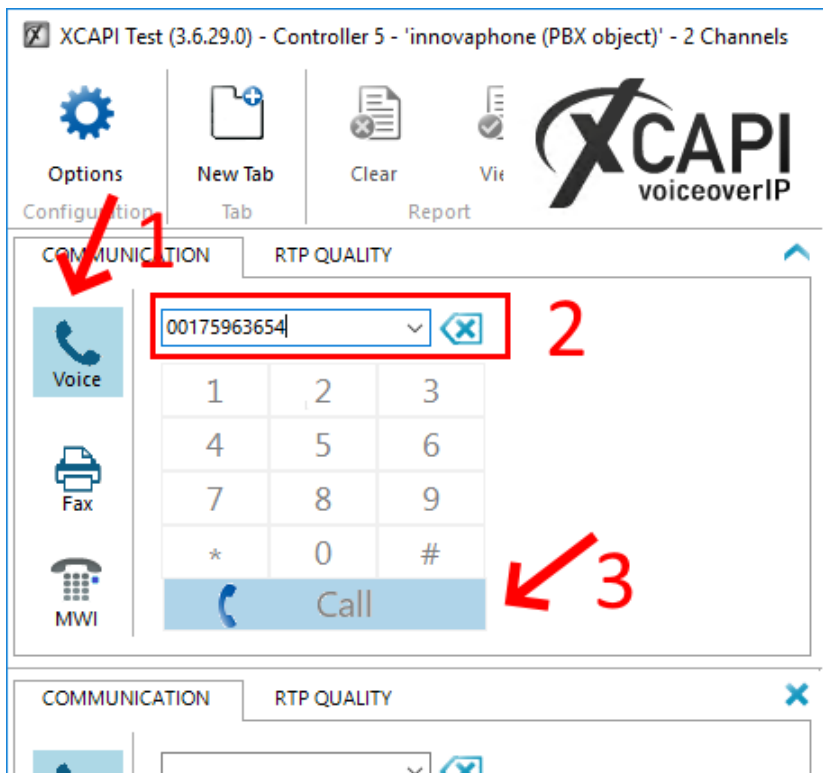 XCAPI Test (3.6.29.0) - Controller 5 - 'innovaphone (PBX object)' - 2 Channels
Options
New Tab
Clear
Vie
XCAPI
voiceoverIP
Configuration
Tab
Report
1
COMMUNICATION
RTP QUALITY
00175963654
2
Voice
1 2 3
4 5 6
Fax
7 8 9
* 0 #
3
MWI
Call
COMMUNICATION
RTP QUALITY